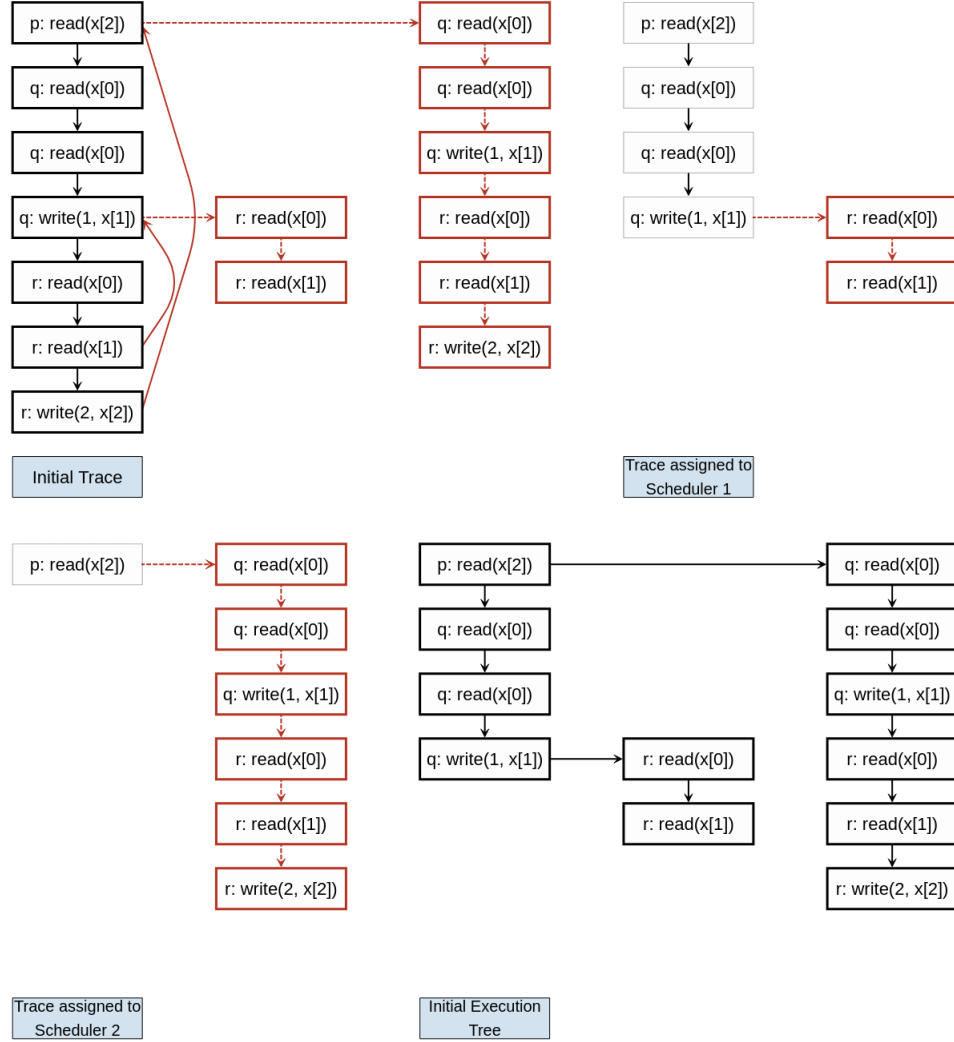 p: read(x[2])
q: read(x[0])
q: read(x[0])
q: write(1, x[1])
r: read(x[0])
r: read(x[1])
r: write(2, x[2])
Initial Trace
r: read(x[0])
r: read(x[1])
q: read(x[0])
q: read(x[0])
q: write(1, x[1])
r: read(x[0])
r: read(x[1])
r: write(2, x[2])
p: read(x[2])
q: read(x[0])
q: read(x[0])
q: write(1, x[1])
r: read(x[0])
r: read(x[1])
Trace assigned to
Scheduler 1
p: read(x[2])
q: read(x[0])
q: read(x[0])
q: write(1, x[1])
r: read(x[0])
r: read(x[1])
r: write(2, x[2])
Trace assigned to
Scheduler 2
p: read(x[2])
q: read(x[0])
q: read(x[0])
q: write(1, x[1])
r: read(x[0])
r: read(x[1])
q: read(x[0])
q: read(x[0])
q: write(1, x[1])
r: read(x[0])
r: read(x[1])
r: write(2, x[2])
Initial Execution
Tree